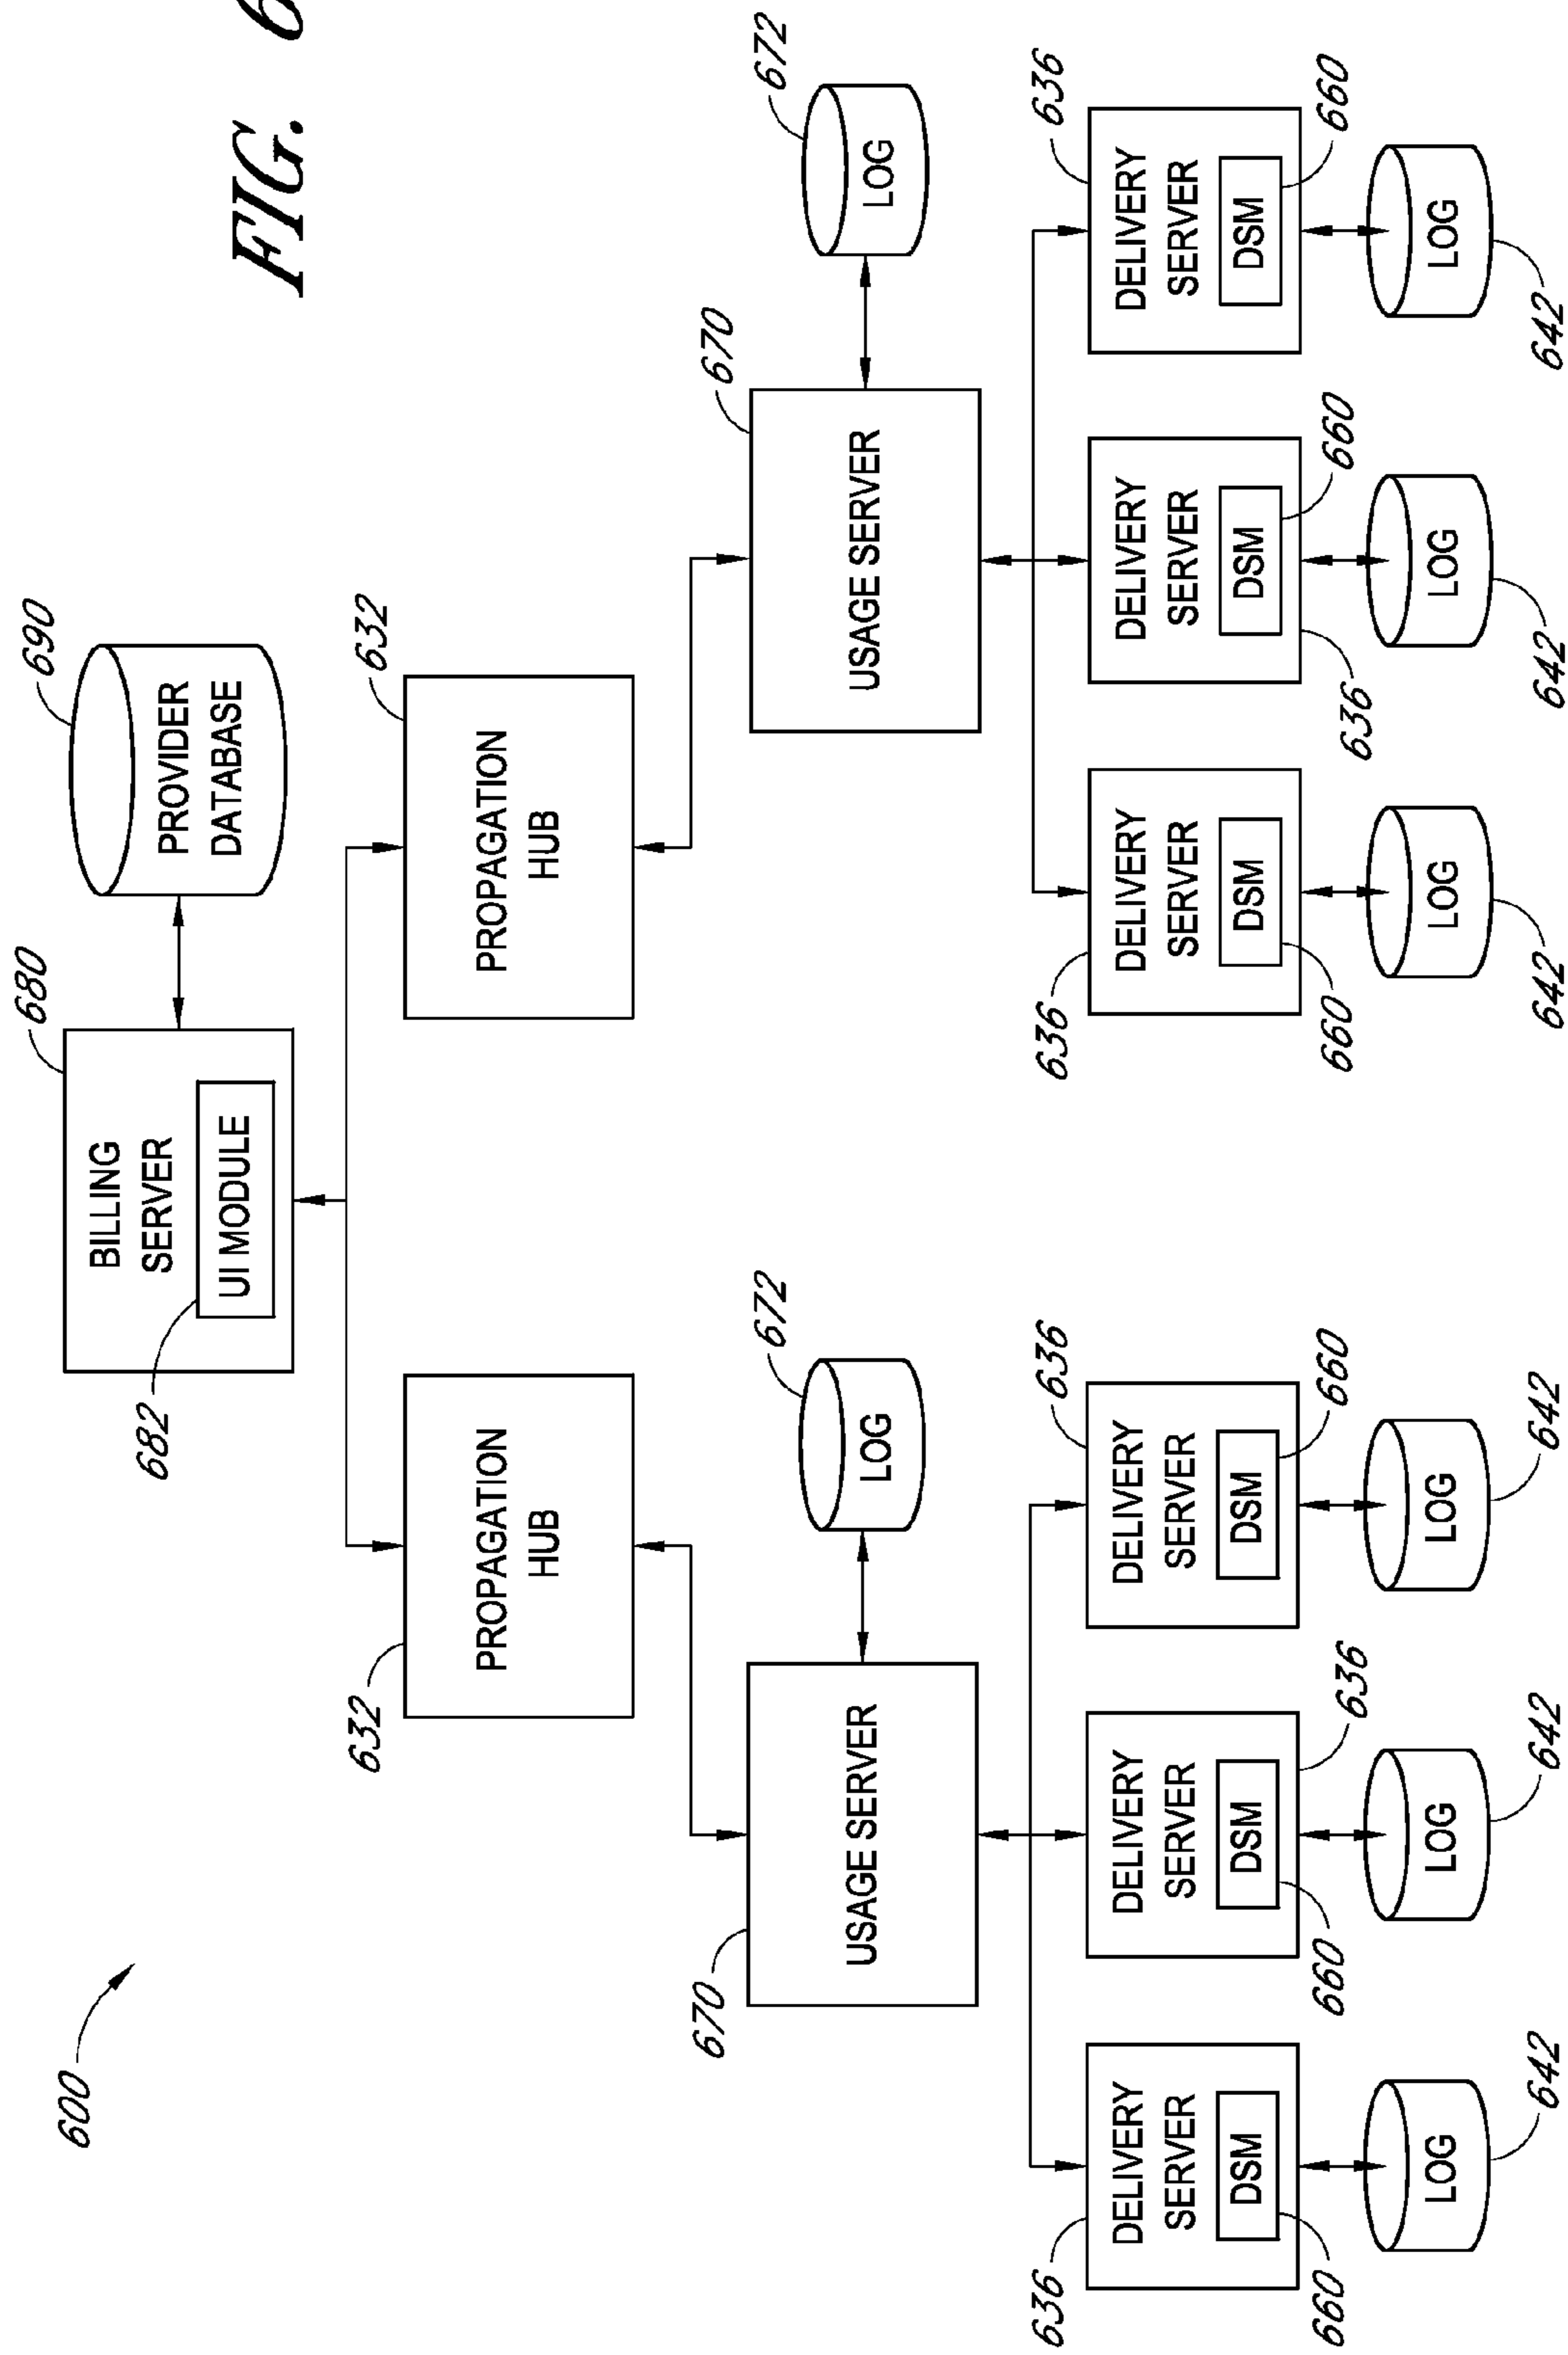 FIG. 6
600
680
690
BILLING
SERVER
UI MODULE
682
PROVIDER
DATABASE
632
632
PROPAGATION
HUB
PROPAGATION
HUB
670
672
670
672
USAGE SERVER
LOG
USAGE SERVER
LOG
636
636
636
636
DELIVERY
SERVER
DSM
DELIVERY
SERVER
DSM
DELIVERY
SERVER
DSM
DELIVERY
SERVER
DSM
DELIVERY
SERVER
DSM
DELIVERY
SERVER
DSM
660
660
636
660
660
636
660
660
LOG
LOG
LOG
LOG
LOG
LOG
642
642
642
642
642
642